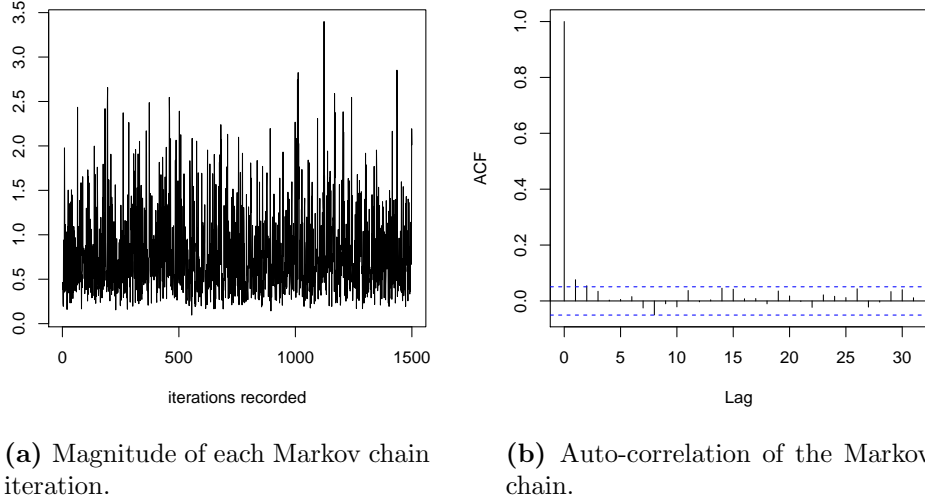 0.0 0.5 1.0 1.5 2.0 2.5 3.0 3.5
0 500 1000 1500
iterations recorded
(a) Magnitude of each Markov chain
iteration.
ACF
0.0 0.2 0.4 0.6 0.8 1.0
0 5 10 15 20 25 30
Lag
(b) Auto-correlation of the Markov
chain.